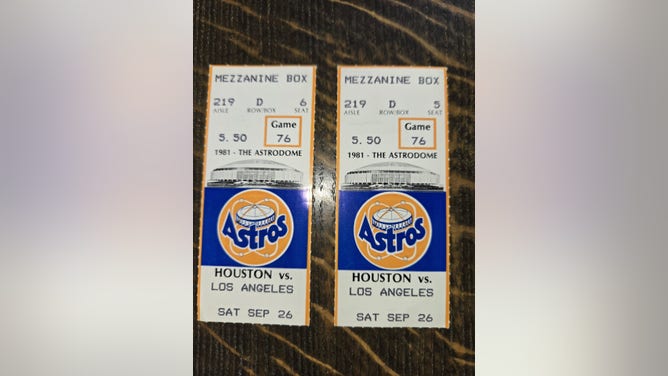 MEZZANINE BOX
219 D 6
AISLE ROW/BOX SEAT
Game
5.50 76
1981 - THE ASTRODOME
Astros
HOUSTON vs.
LOS ANGELES
SAT SEP 26
MEZZANINE BOX
219 D 5
AISLE ROW/BOX SEAT
Game
5.50 76
1981 - THE ASTRODOME
Astros
HOUSTON vs.
LOS ANGELES
SAT SEP 26